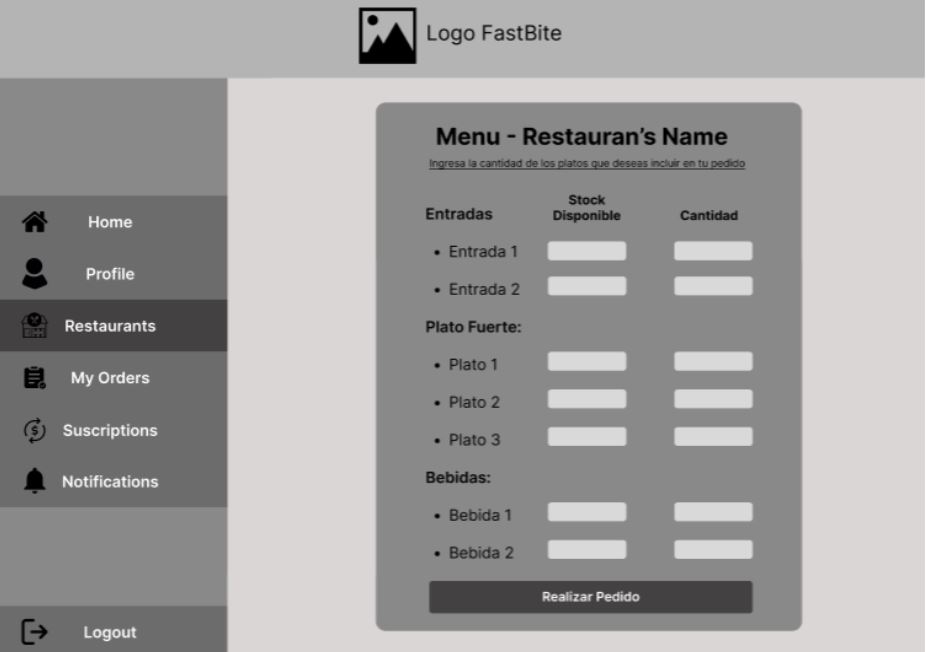 Logo FastBite
Home
Profile
Restaurants
My Orders
Suscriptions
Notifications
Logout
Menu - Restauran’s Name
Ingresa la cantidad de los platos que deseas incluir en tu pedido
Entradas
Stock
Disponible
Cantidad
• Entrada 1
• Entrada 2
Plato Fuerte:
• Plato 1
• Plato 2
• Plato 3
Bebidas:
• Bebida 1
• Bebida 2
Realizar Pedido